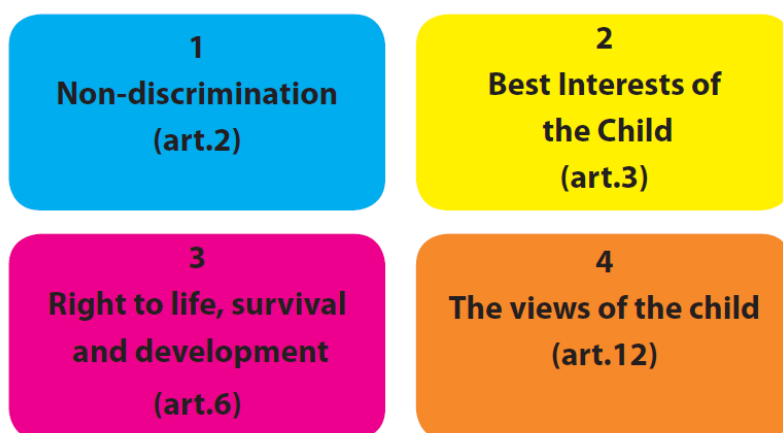 1
Non-discrimination
(art.2)
2
Best Interests of
the Child
(art.3)
3
Right to life, survival
and development
(art.6)
4
The views of the child
(art.12)